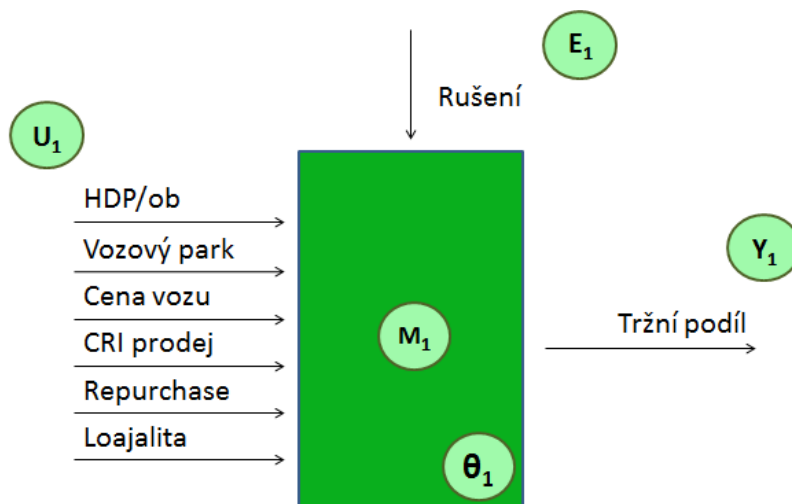 E₁
Rušení
U₁
HDP/ob
Vozový park
Y₁
Cena vozu
M₁
Tržní podíl
CRI prodej
Repurchase
Loajalita
θ₁